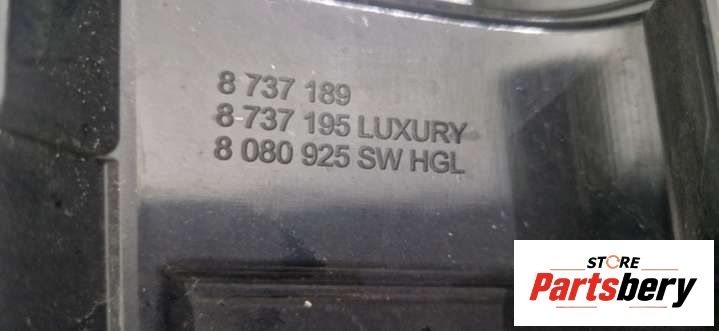 8 737 189
8 737 195 LUXURY
8 080 925 SW HGL
STORE
Partsbery